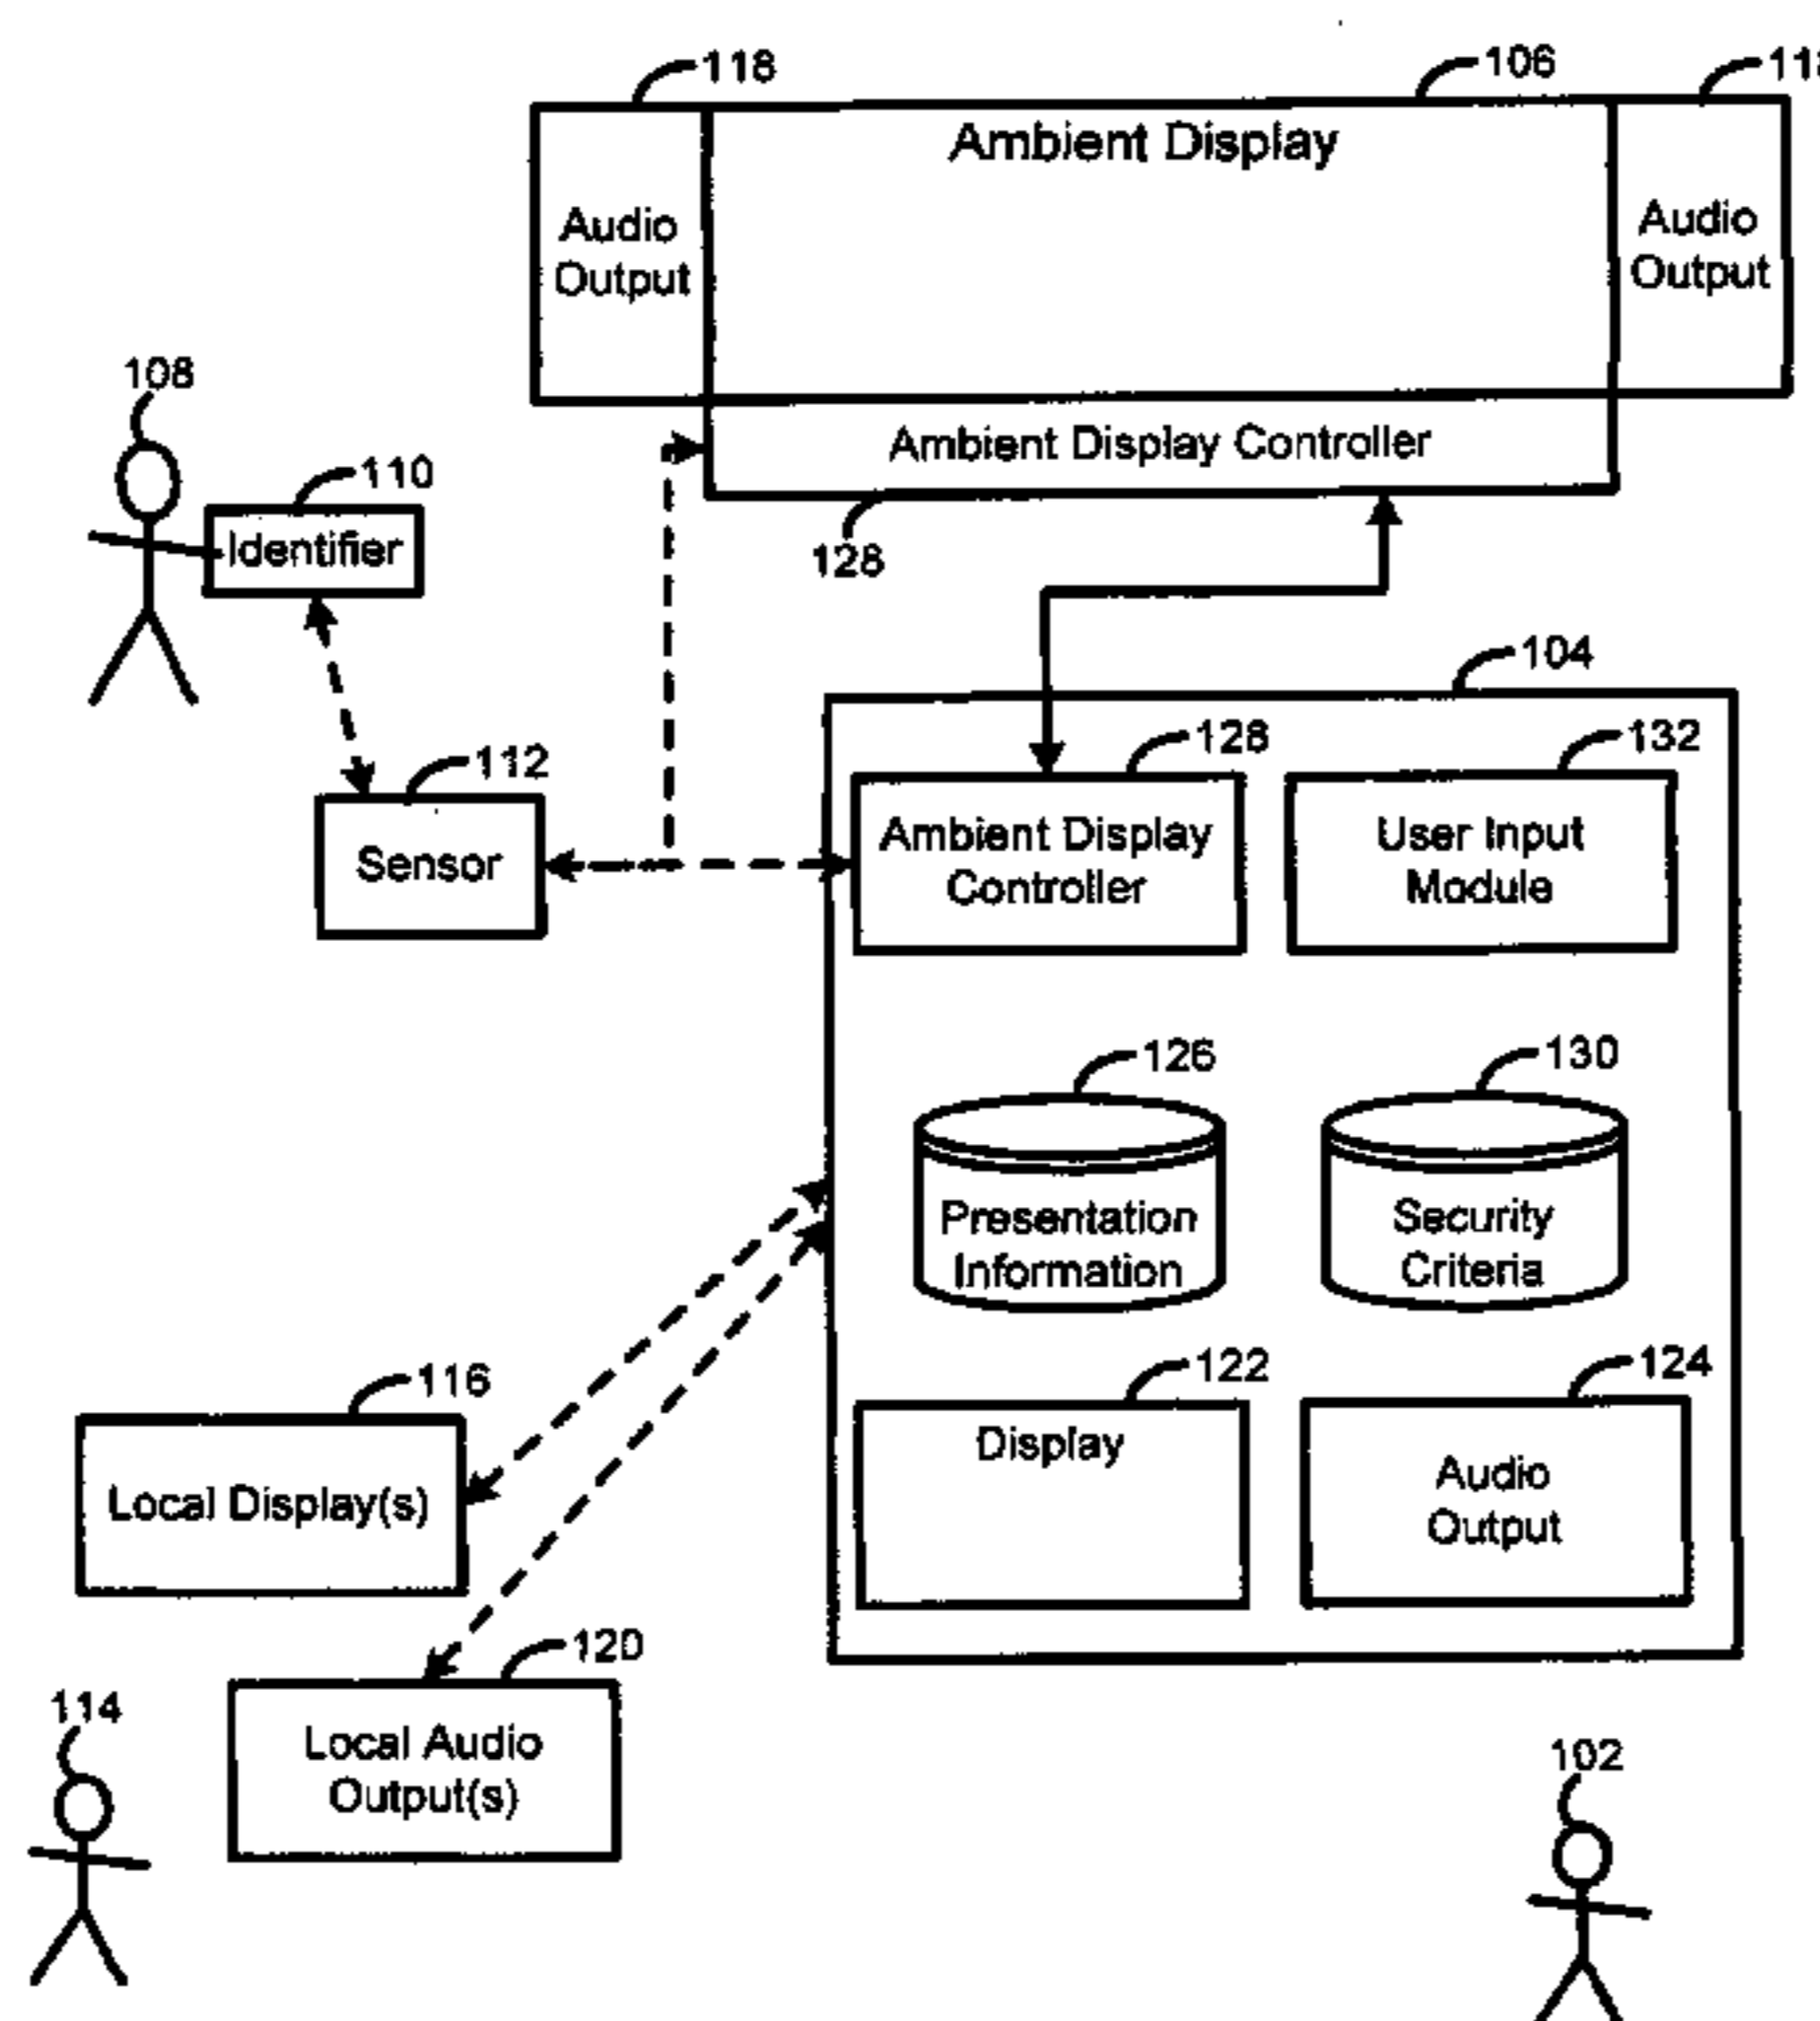 118
106
Ambient Display
Audio
Output
Audio
Output
Ambient Display Controller
128
108
110
Identifier
104
112
Sensor
128
Ambient Display
Controller
132
User Input
Module
126
Presentation
Information
130
Security
Criteria
116
Local Display(s)
122
Display
124
Audio
Output
120
Local Audio
Output(s)
114
102